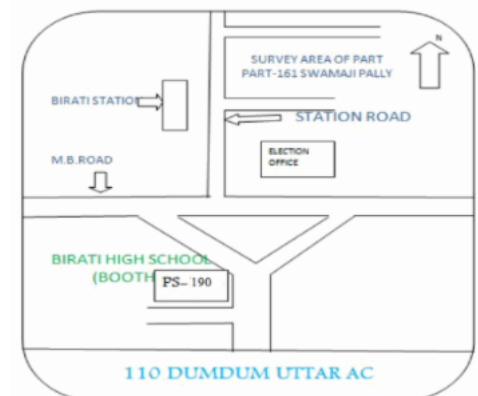 N
SURVEY AREA OF PART
PART-161 SWAMAJI PALLY
BIRATI STATION
STATION ROAD
ELECTION
OFFICE
M.B.ROAD
BIRATI HIGH SCHOOL
(BOOTH
PS-190
110 DUMDUM UTTAR AC